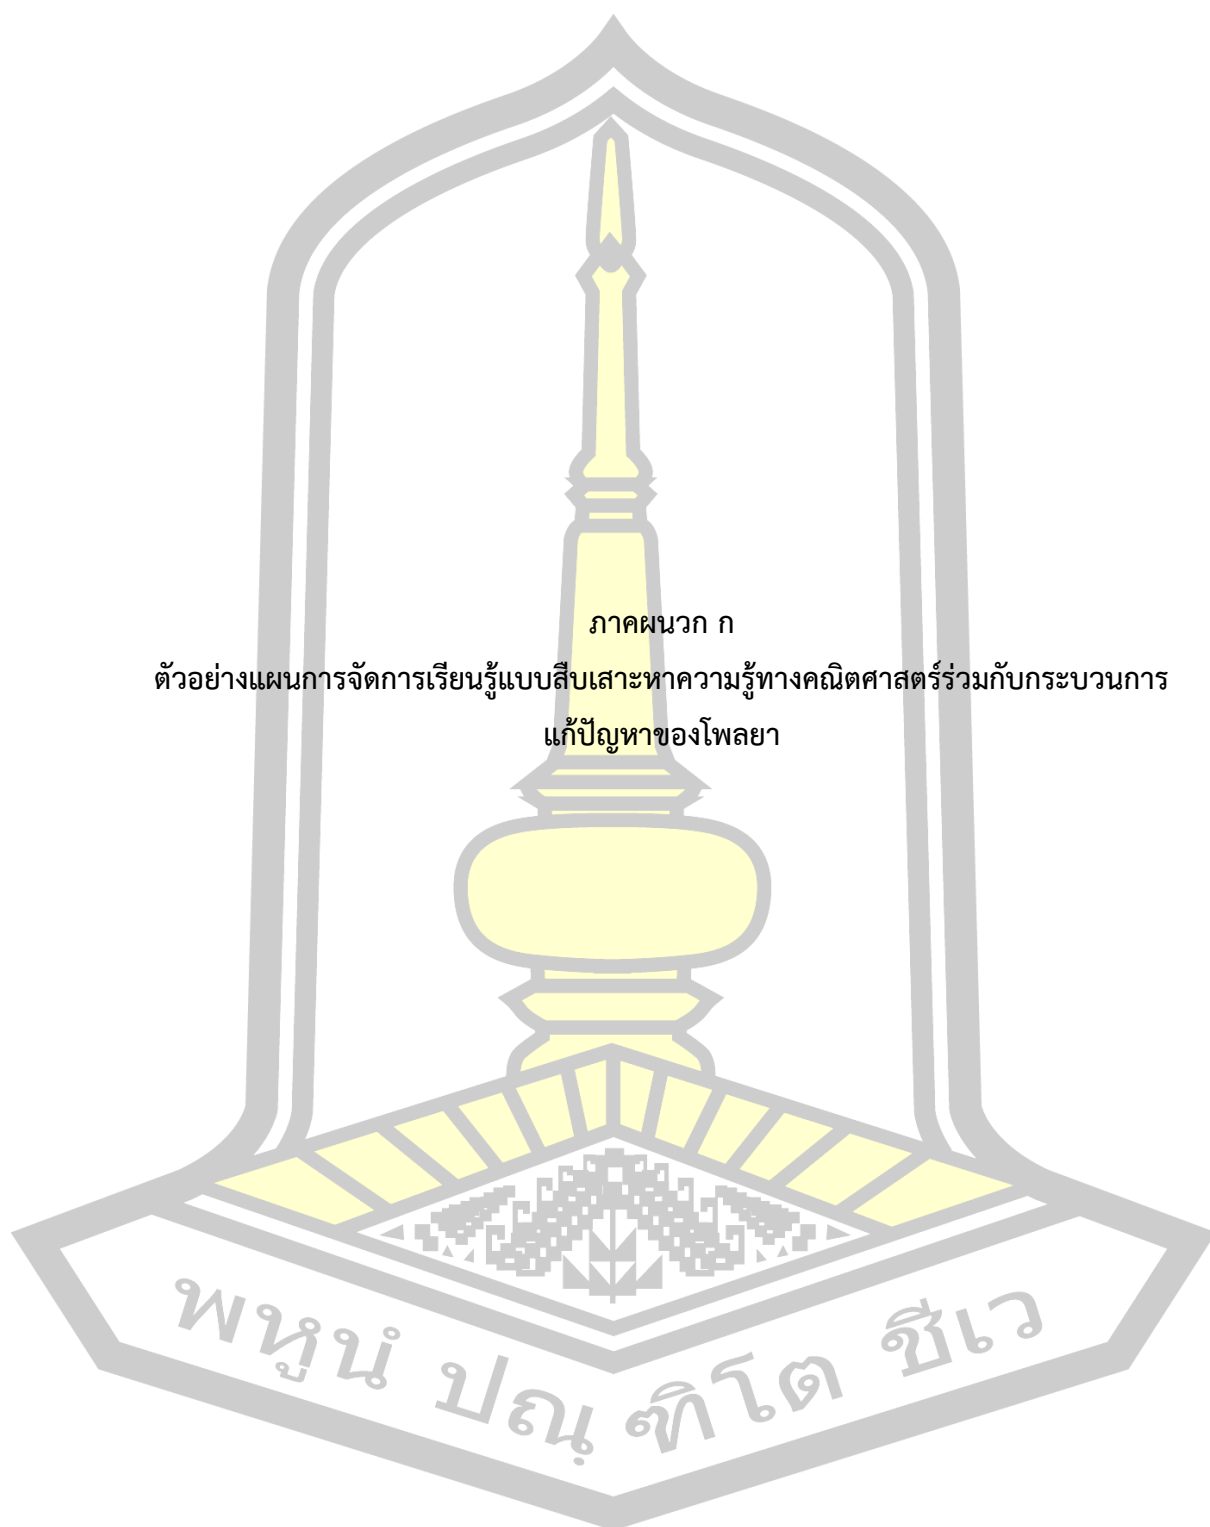 ภาคผนวก ก
ตัวอย่างแผนการจัดการเรียนรู้แบบสืบเสาะหาความรู้ทางคณิตศาสตร์ร่วมกับกระบวนการ
แก้ปัญหาของโพลยา
พหูนํ ปณฺฑิโต ชีเว